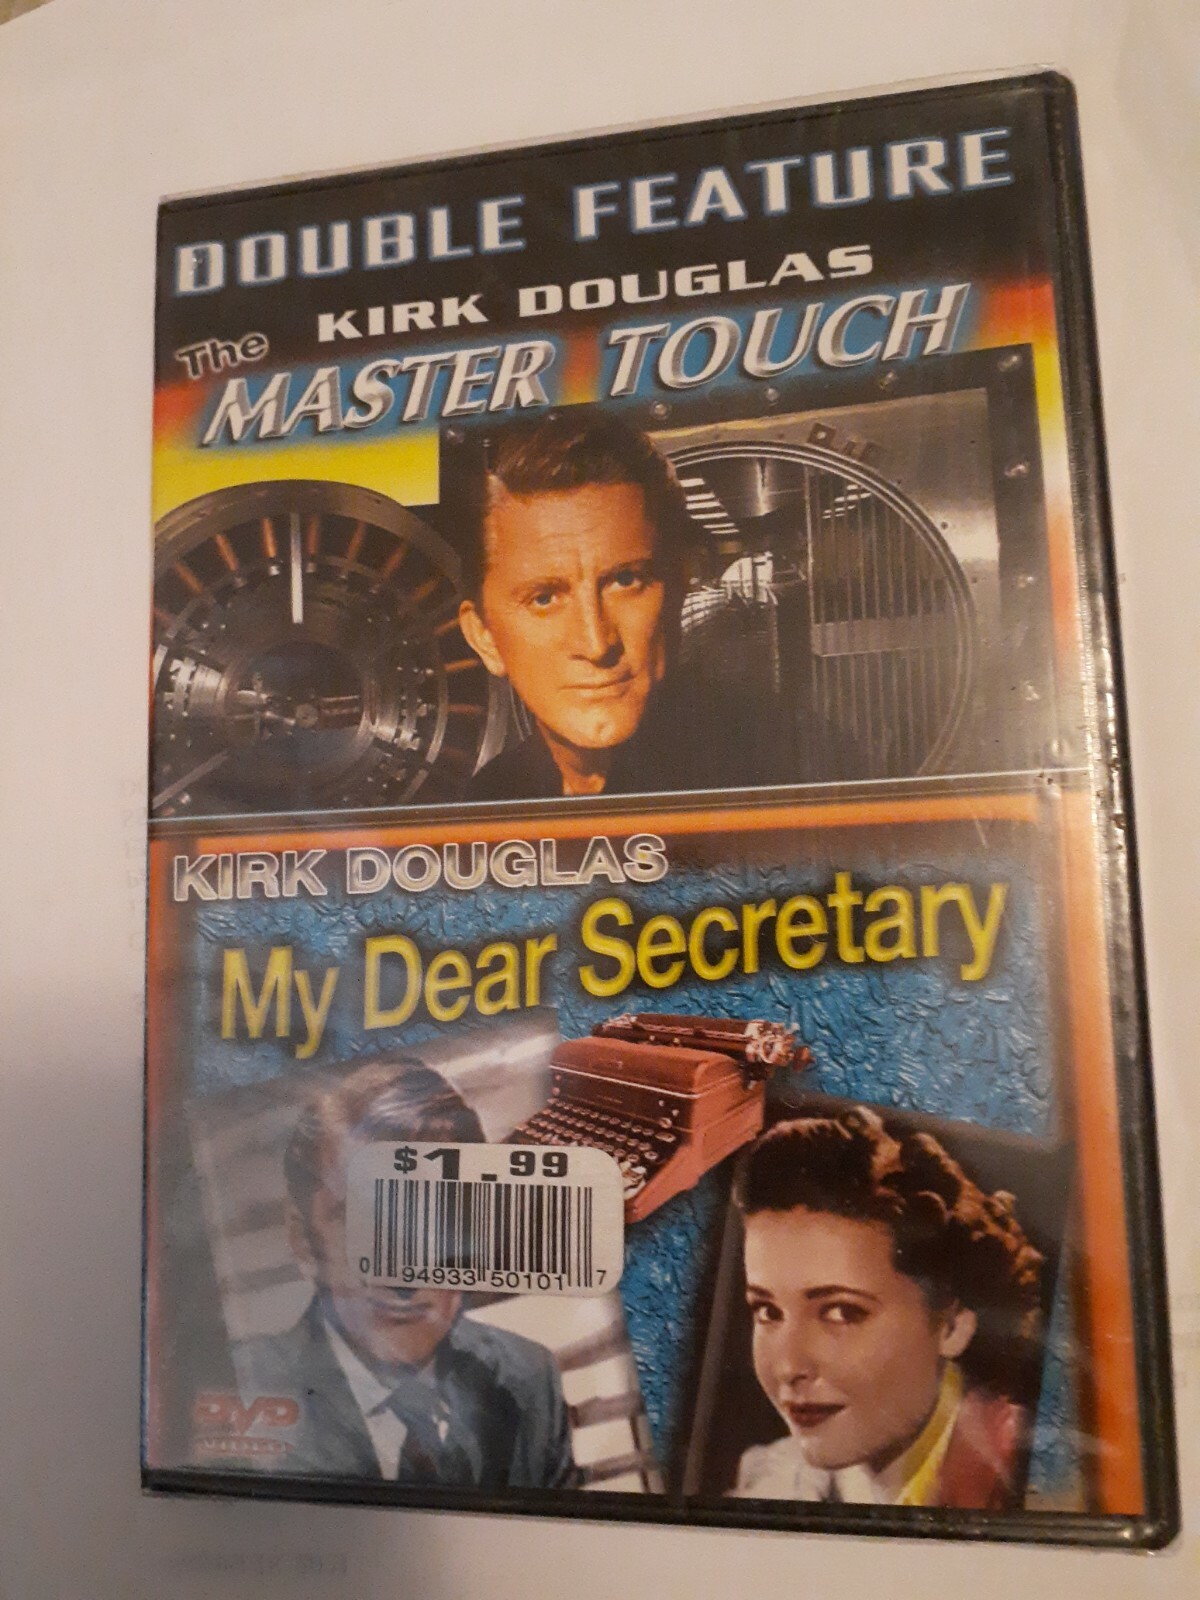 DOUBLE FEATURE
KIRK DOUGLAS
The
MASTER TOUCH
KIRK DOUGLAS
My Dear Secretary
$1.99
0 94933 50101 7
DVD
VIDEO